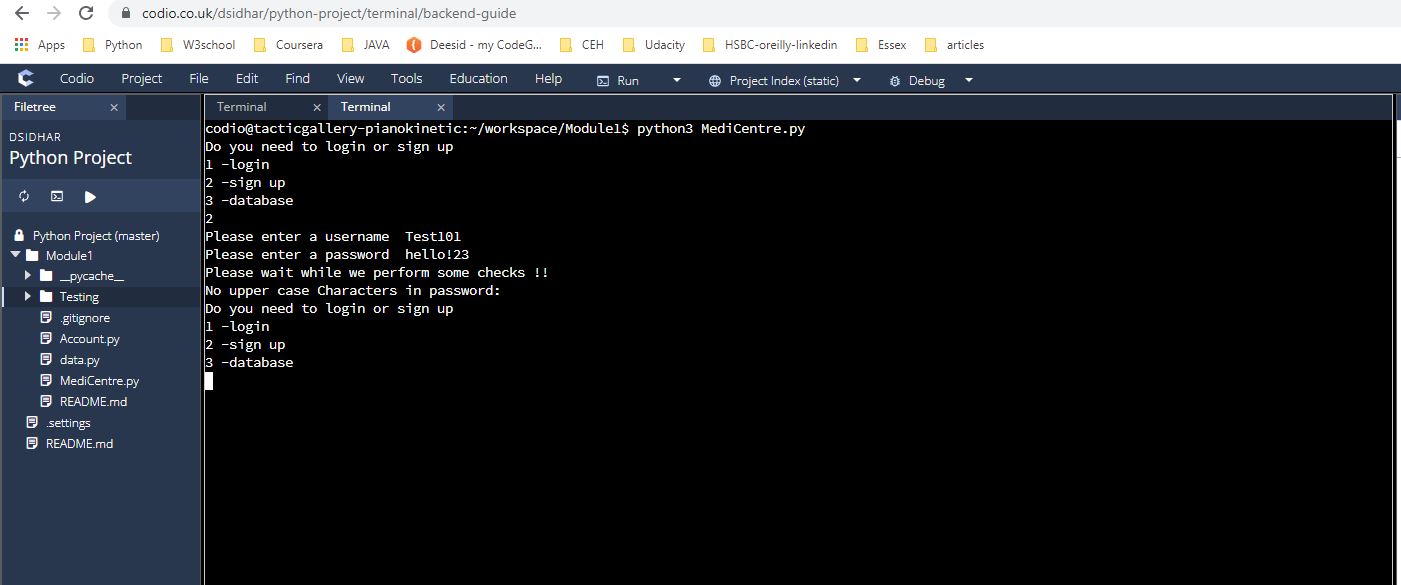 codio.co.uk/dsidhar/python-project/terminal/backend-guide
Apps Python W3school Coursera JAVA Deesid - my CodeG... CEH Udacity HSBC-oreilly-linkedin Essex articles
Codio Project File Edit Find View Tools Education Help Run Project Index (static) Debug
Filetree × Terminal × Terminal ×
DSIDHAR
Python Project
Python Project (master)
Module1
__pycache__
Testing
.gitignore
Account.py
data.py
MediCentre.py
README.md
.settings
README.md
codio@tacticgallery-pianokinetic:~/workspace/Module1$ python3 MediCentre.py
Do you need to login or sign up
1 -login
2 -sign up
3 -database
2
Please enter a username  Test101
Please enter a password  hello!23
Please wait while we perform some checks !!
No upper case Characters in password:
Do you need to login or sign up
1 -login
2 -sign up
3 -database